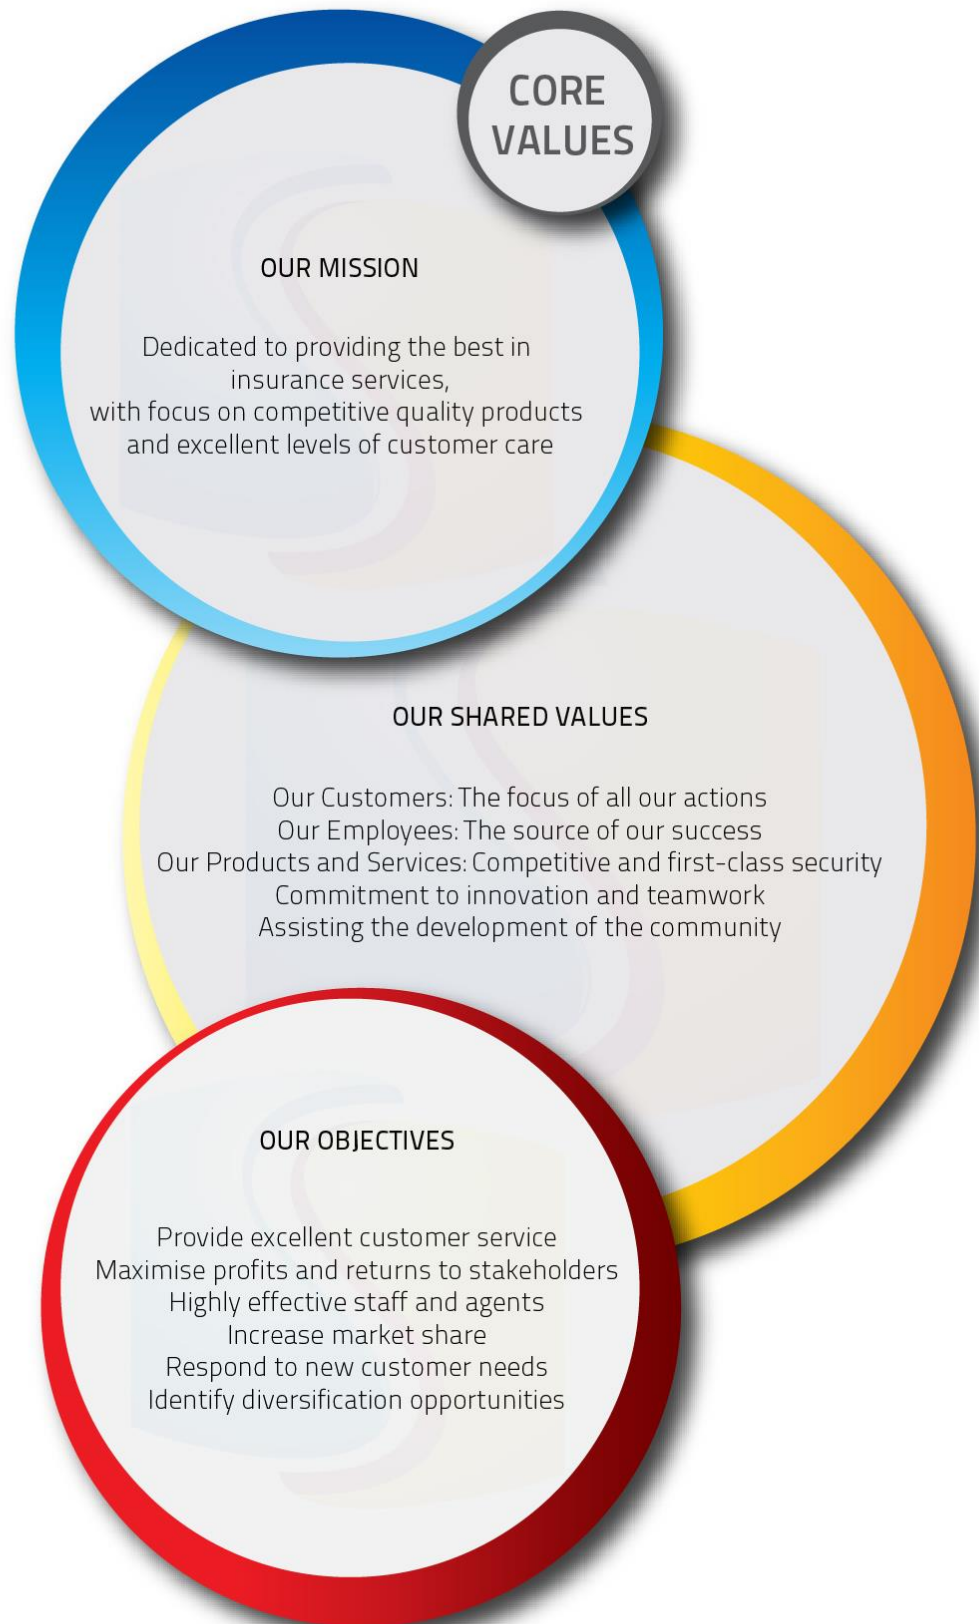 CORE
VALUES
OUR MISSION
Dedicated to providing the best in
insurance services,
with focus on competitive quality products
and excellent levels of customer care
OUR SHARED VALUES
Our Customers: The focus of all our actions
Our Employees: The source of our success
Our Products and Services: Competitive and first-class security
Commitment to innovation and teamwork
Assisting the development of the community
OUR OBJECTIVES
Provide excellent customer service
Maximise profits and returns to stakeholders
Highly effective staff and agents
Increase market share
Respond to new customer needs
Identify diversification opportunities